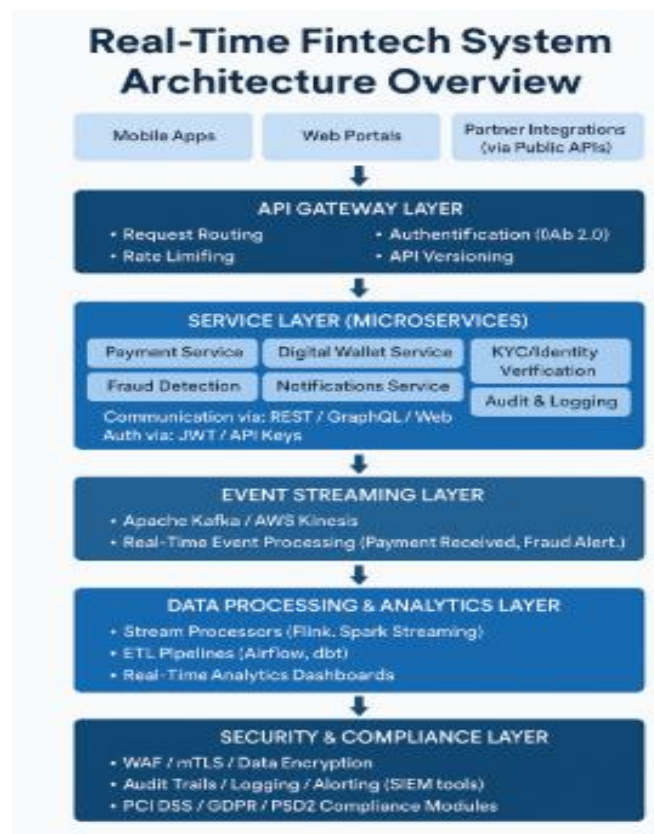 Real-Time Fintech System
Architecture Overview
Mobile Apps
Web Portals
Partner Integrations
(via Public APIs)
API GATEWAY LAYER
• Request Routing
• Authentification (0Ab 2.0)
• Rate Limifing
• API Versioning
SERVICE LAYER (MICROSERVICES)
Payment Service
Digital Wallet Service
KYC/Identity
Verification
Fraud Detection
Notifications Service
Audit & Logging
Communication via: REST / GraphQL / Web
Auth via: JWT / API Keys
EVENT STREAMING LAYER
• Apache Kafka / AWS Kinesis
• Real-Time Event Processing (Payment Received, Fraud Alert.)
DATA PROCESSING & ANALYTICS LAYER
• Stream Processors (Flink. Spark Streaming)
• ETL Pipelines (Airflow, dbt)
• Real-Time Analytics Dashboards
SECURITY & COMPLIANCE LAYER
• WAF / mTLS / Data Encryption
• Audit Trails / Logging / Alorting (SIEM tools)
• PCI DSS / GDPR / PSD2 Compliance Modules